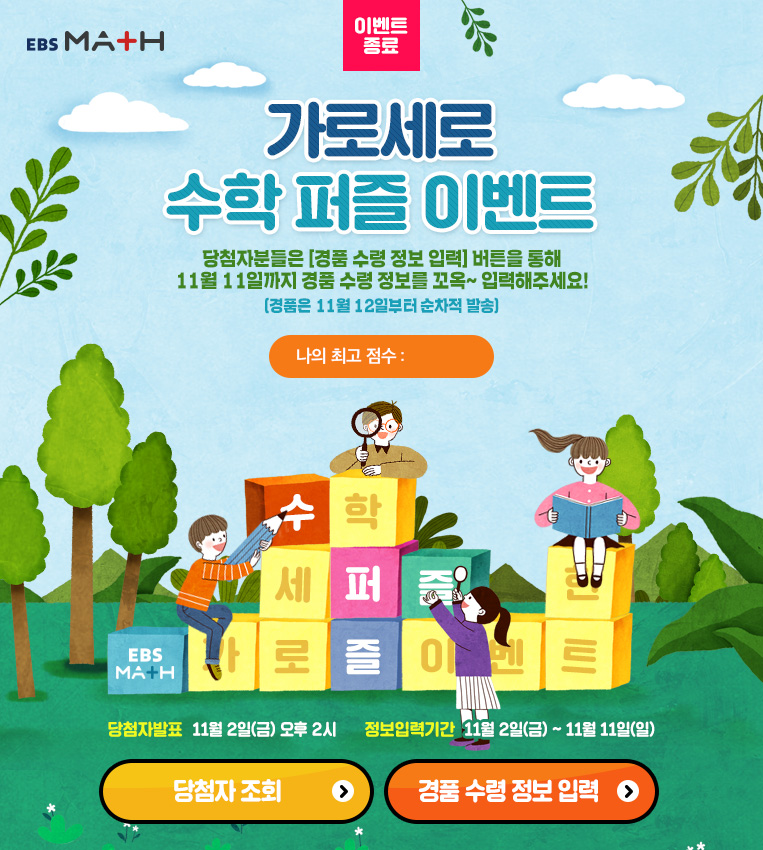 EBS MATH
이벤트
종료
가로세로
수학 퍼즐 이벤트
당첨자분들은 [경품 수령 정보 입력] 버튼을 통해
11월 11일까지 경품 수령 정보를 꼬옥~ 입력해주세요!
(경품은 11월 12일부터 순차적 발송)
나의 최고 점수 :
수 학
세 퍼 즐 한
EBS
MATH
가 로 즐 이 벤 트
당첨자발표 11월 2일(금) 오후 2시 정보입력기간 11월 2일(금) ~ 11월 11일(일)
당첨자 조회 경품 수령 정보 입력